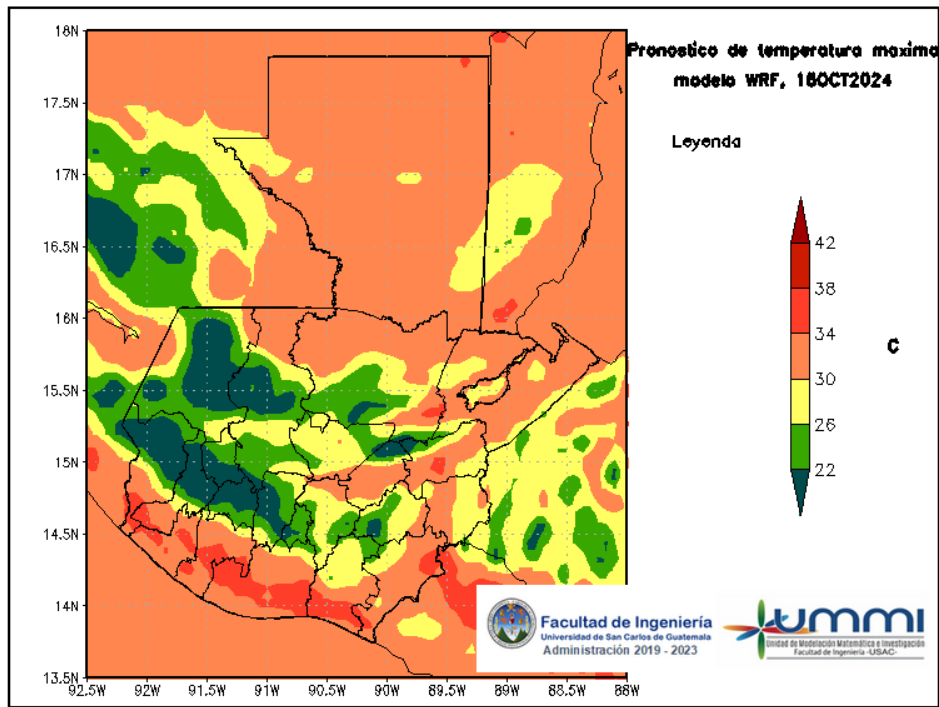 Pronostico de temperatura maxima
modelo WRF, 18OCT2024
Leyenda
42
38
34
30
26
22
C
18N
17.5N
17N
16.5N
16N
15.5N
15N
14.5N
14N
13.5N
92.5W
92W
91.5W
91W
90.5W
90W
89.5W
89W
88.5W
88W
Facultad de Ingeniería
Universidad de San Carlos de Guatemala
Administración 2019 - 2023
ummi
Unidad de Modelación Matemática e Investigación
Facultad de Ingeniería -USAC-